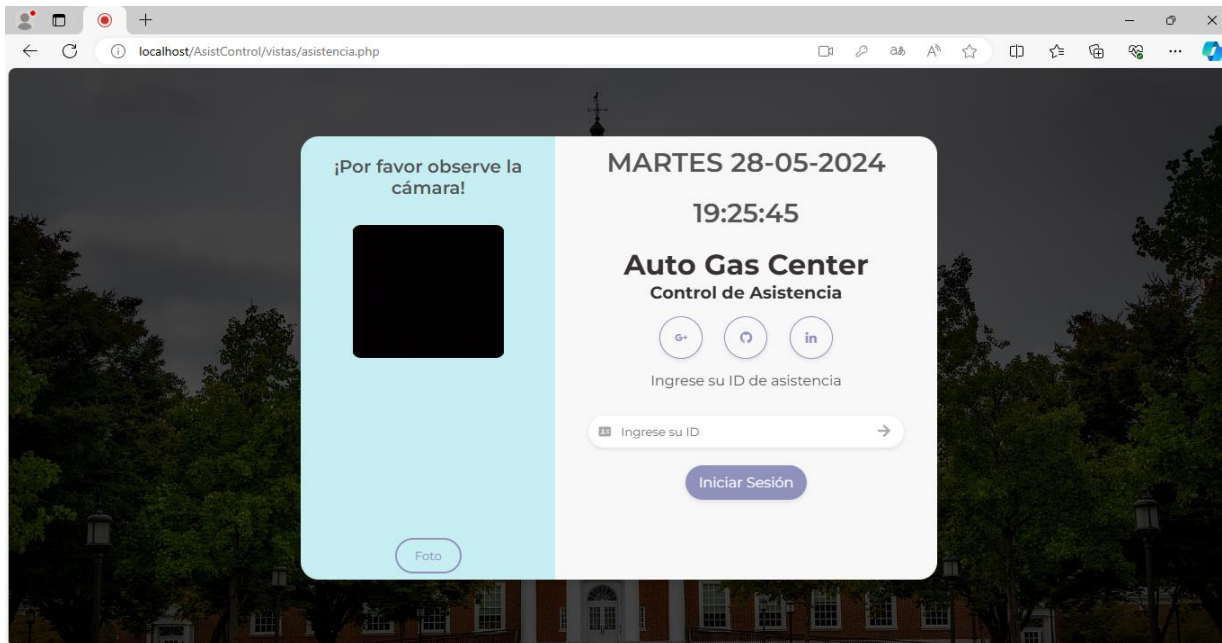 localhost/AsistControl/vistas/asistencia.php
¡Por favor observe la
cámara!
Foto
MARTES 28-05-2024
19:25:45
Auto Gas Center
Control de Asistencia
G+
in
Ingrese su ID de asistencia
Ingrese su ID
Iniciar Sesión